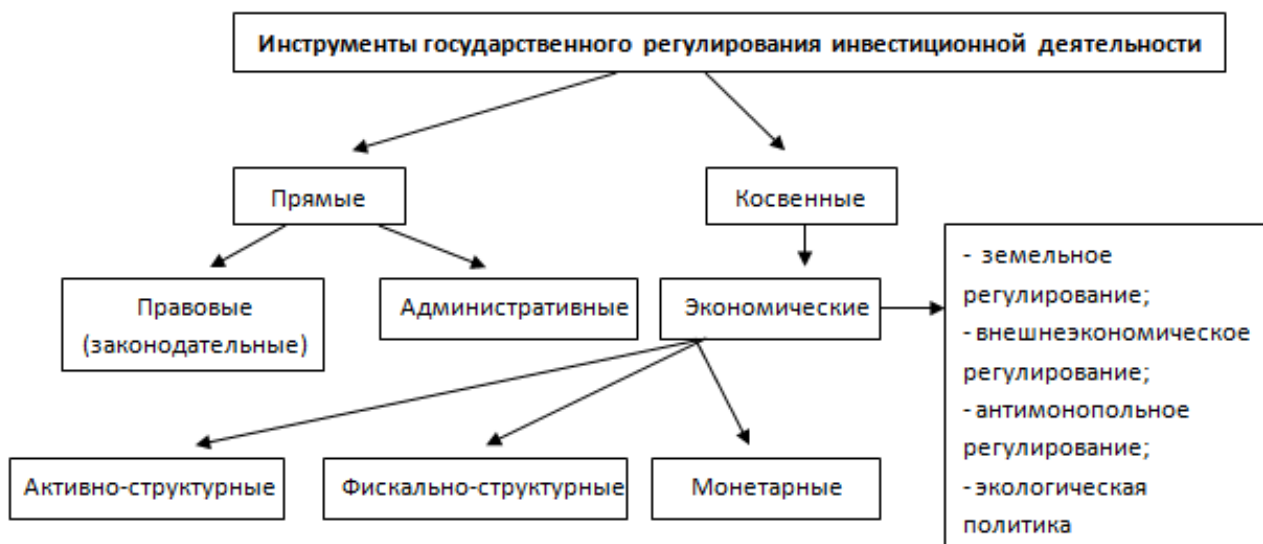 Инструменты государственного регулирования инвестиционной деятельности
Прямые
Косвенные
Правовые
(законодательные)
Административные
Экономические
- земельное
регулирование;
-внешнеэкономическое
регулирование;
-антимонопольное
регулирование;
-экологическая
политика
Активно-структурные
Фискально-структурные
Монетарные